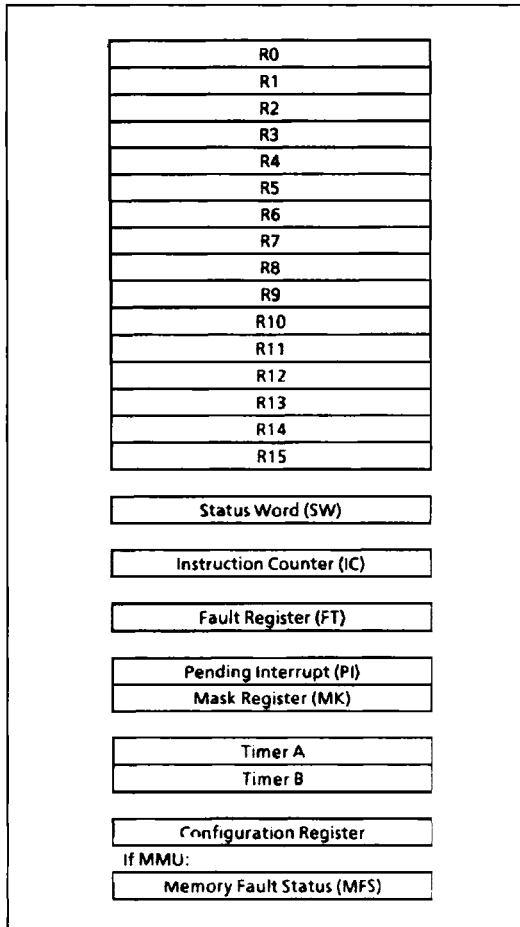 R0
R1
R2
R3
R4
R5
R6
R7
R8
R9
R10
R11
R12
R13
R14
R15
Status Word (SW)
Instruction Counter (IC)
Fault Register (FT)
Pending Interrupt (PI)
Mask Register (MK)
Timer A
Timer B
Configuration Register
If MMU:
Memory Fault Status (MFS)